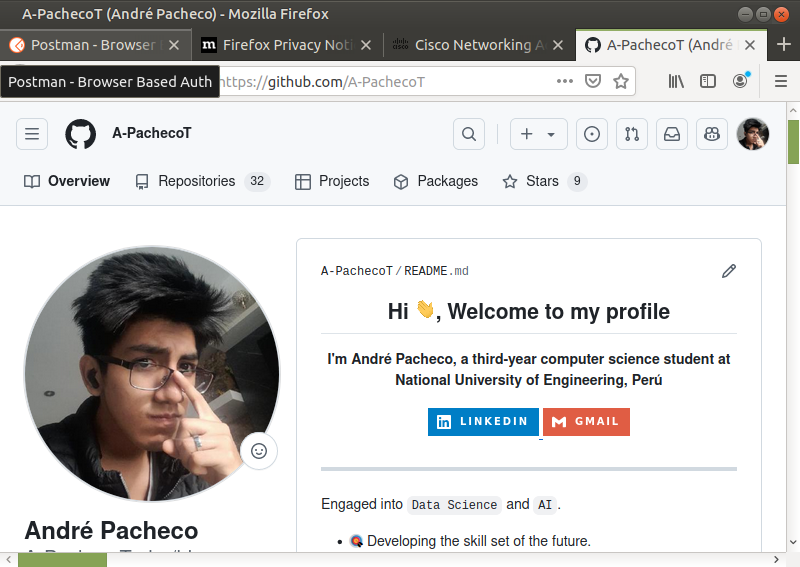 A-PachecoT (André Pacheco) - Mozilla Firefox
Postman - Browser
Firefox Privacy Noti
Cisco Networking A
A-PachecoT (André
Postman - Browser Based Auth
https://github.com/A-PachecoT
A-PachecoT
Overview
Repositories 32
Projects
Packages
Stars 9
A-PachecoT/README.md
Hi 👋, Welcome to my profile
I'm André Pacheco, a third-year computer science student at
National University of Engineering, Perú
LINKEDIN
GMAIL
Engaged into Data Science and AI.
• 🎯 Developing the skill set of the future.
André Pacheco